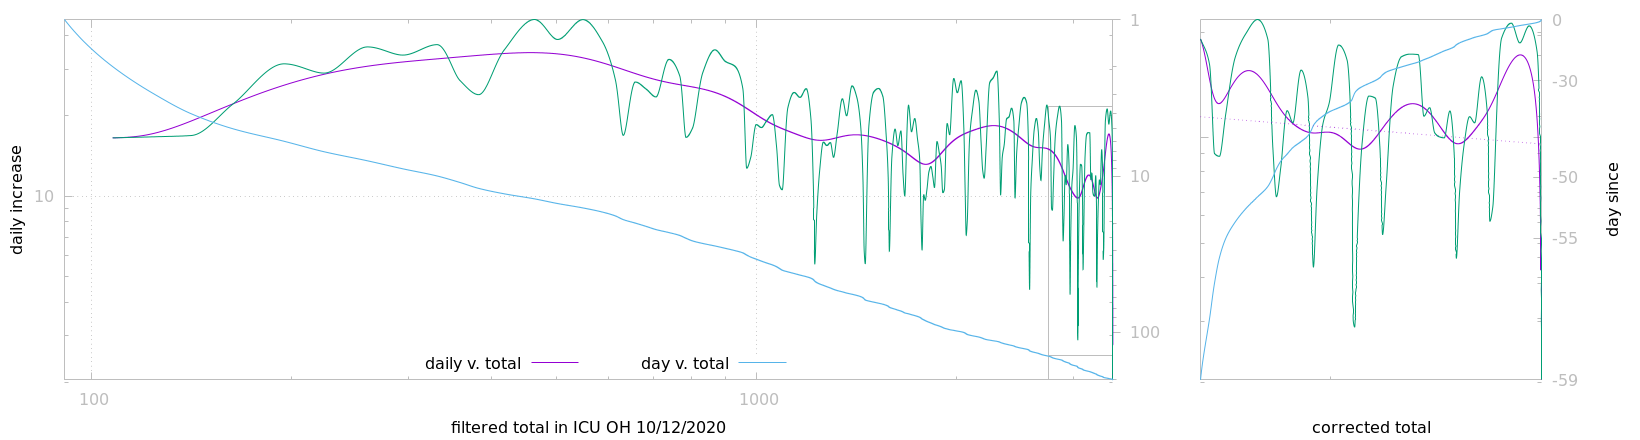 daily increase
10
daily v. total
day v. total
100
1000
filtered total in ICU OH 10/12/2020
1
10
100
0
-30
-50
-55
-59
day since
corrected total